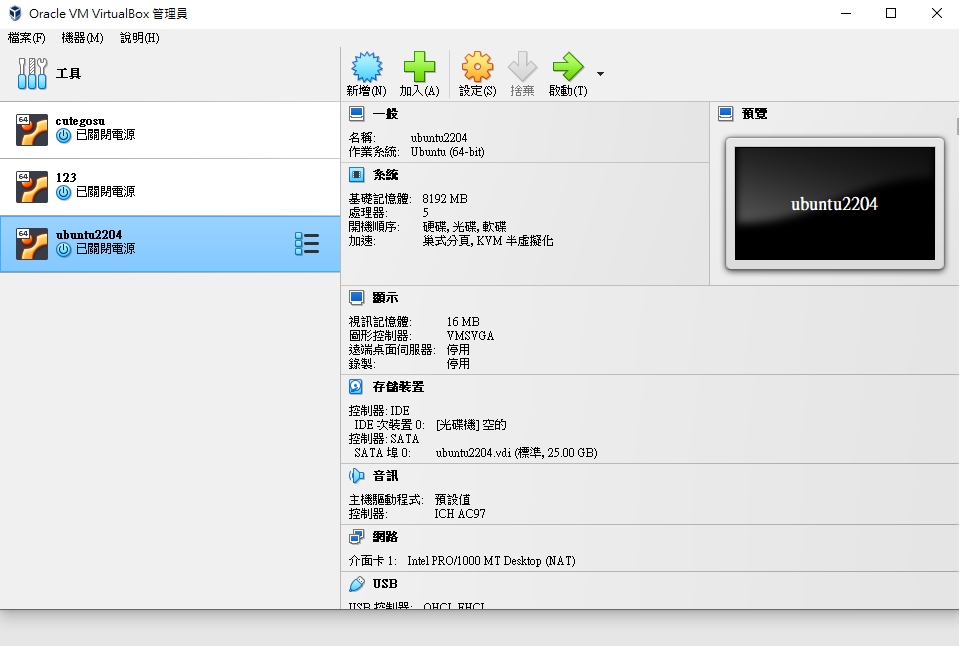 Oracle VM VirtualBox 管理員
檔案(F) 機器(M) 說明(H)
工具
新增(N) 加入(A) 設定(S) 捨棄 啟動(T)
64 cutegosu
已關閉電源
64 123
已關閉電源
64 ubuntu2204
已關閉電源
一般
名稱: ubuntu2204
作業系統: Ubuntu (64-bit)
系統
基礎記憶體: 8192 MB
處理器: 5
開機順序: 硬碟, 光碟, 軟碟
加速: 巢式分頁, KVM 半虛擬化
預覽
ubuntu2204
顯示
視訊記憶體: 16 MB
圖形控制器: VMSVGA
遠端桌面伺服器: 停用
錄製: 停用
存儲裝置
控制器: IDE
IDE 次裝置 0: [光碟機] 空的
控制器: SATA
SATA 埠 0: ubuntu2204.vdi (標準, 25.00 GB)
音訊
主機驅動程式: 預設值
控制器: ICH AC97
網路
介面卡 1: Intel PRO/1000 MT Desktop (NAT)
USB
USB 控制器: OHCI, EHCI